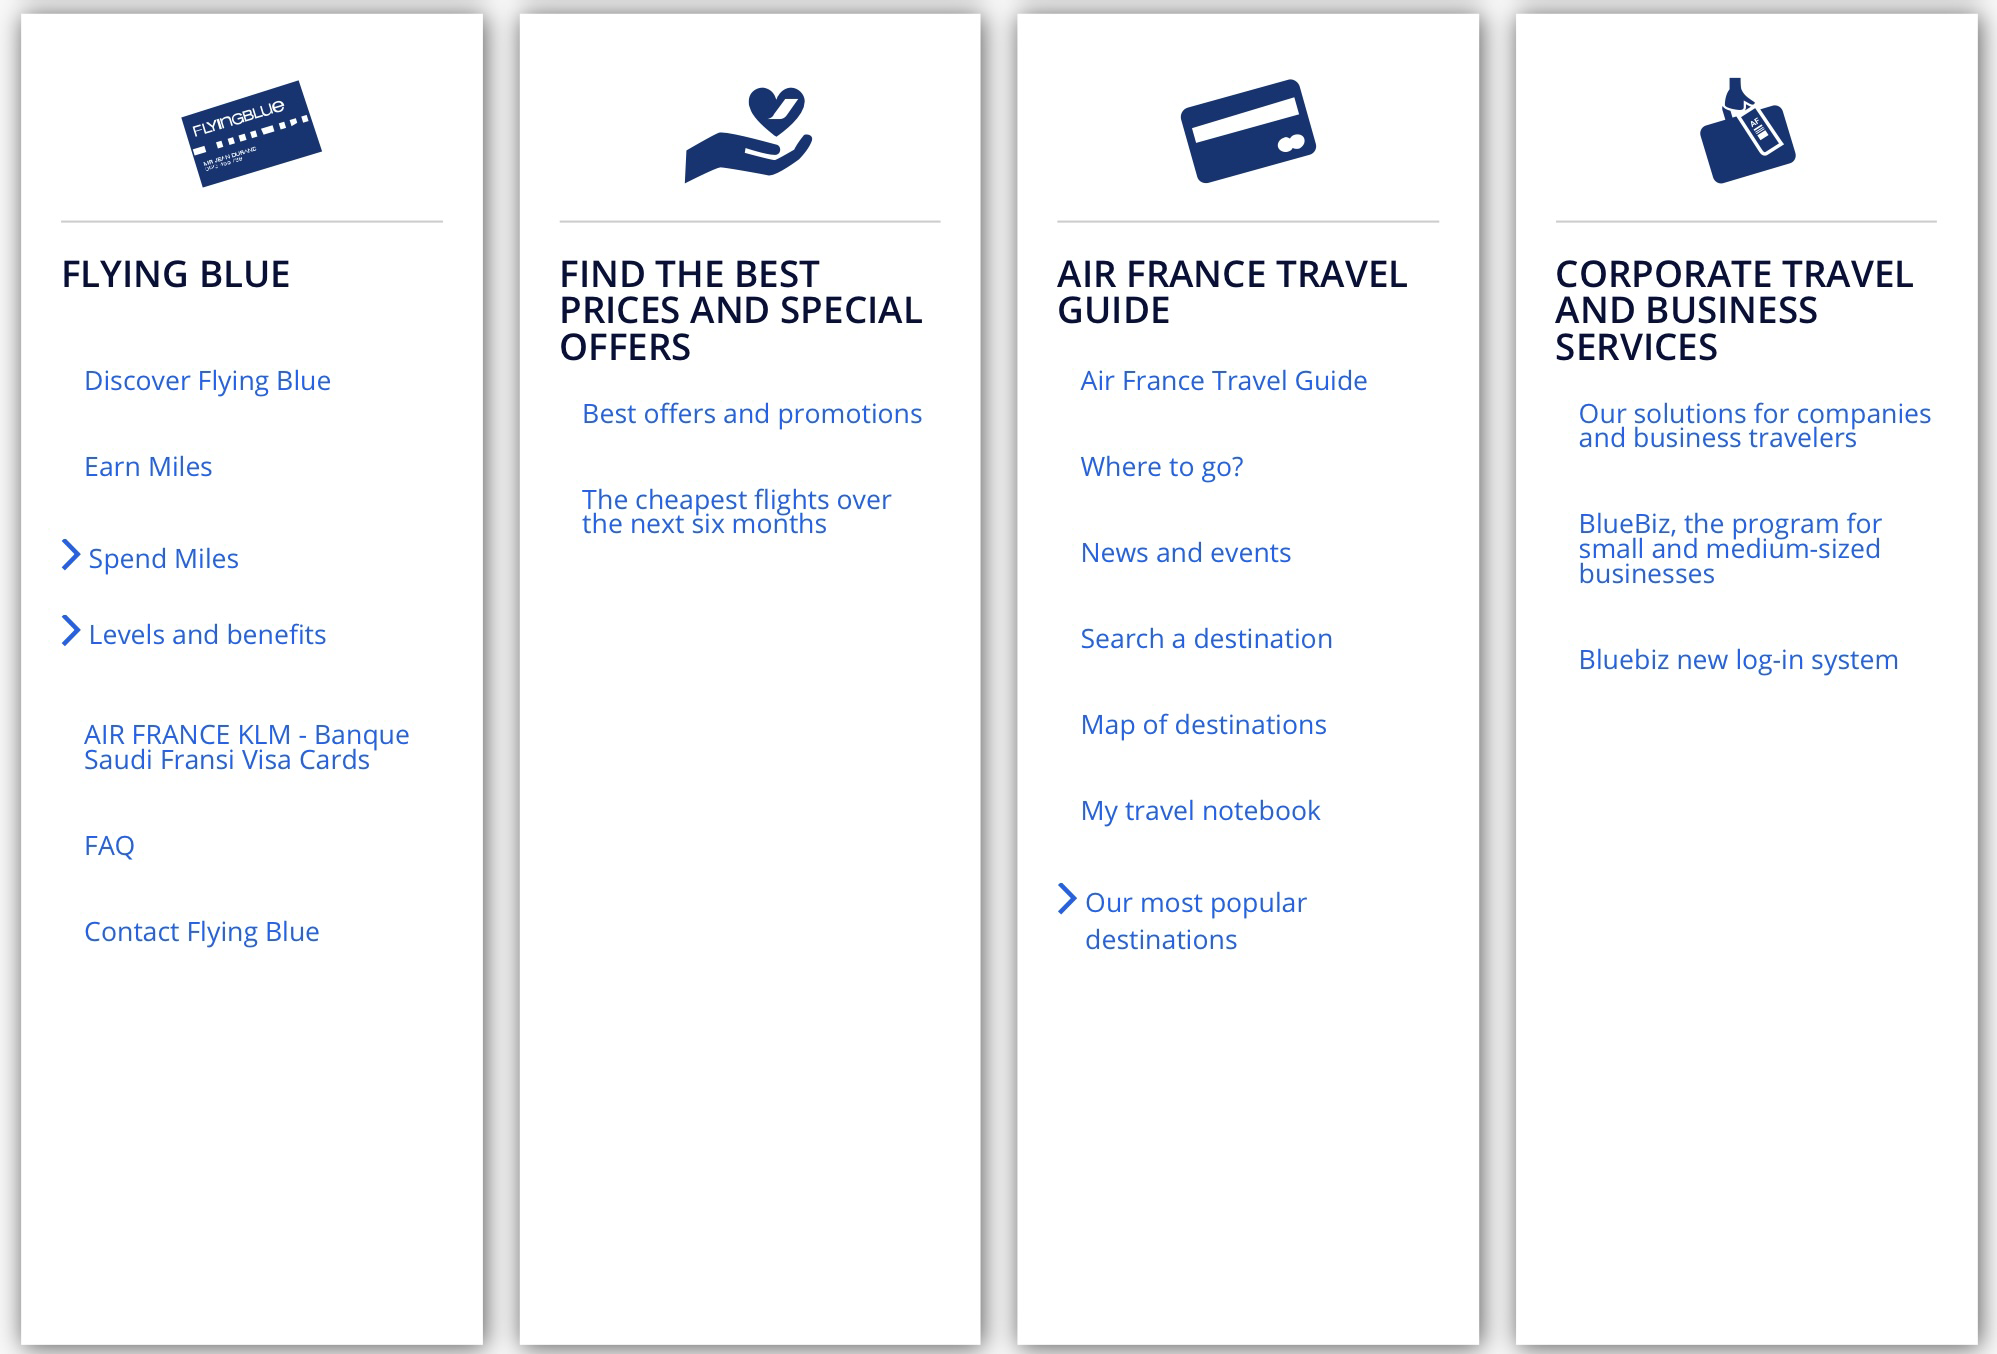 FLYINGBLUE
MR JEAN DURAND
FLYING BLUE
Discover Flying Blue
Earn Miles
Spend Miles
Levels and benefits
AIR FRANCE KLM - Banque
Saudi Fransi Visa Cards
FAQ
Contact Flying Blue
FIND THE BEST
PRICES AND SPECIAL
OFFERS
Best offers and promotions
The cheapest flights over
the next six months
AIR FRANCE TRAVEL
GUIDE
Air France Travel Guide
Where to go?
News and events
Search a destination
Map of destinations
My travel notebook
Our most popular
destinations
AF
CORPORATE TRAVEL
AND BUSINESS
SERVICES
Our solutions for companies
and business travelers
BlueBiz, the program for
small and medium-sized
businesses
Bluebiz new log-in system